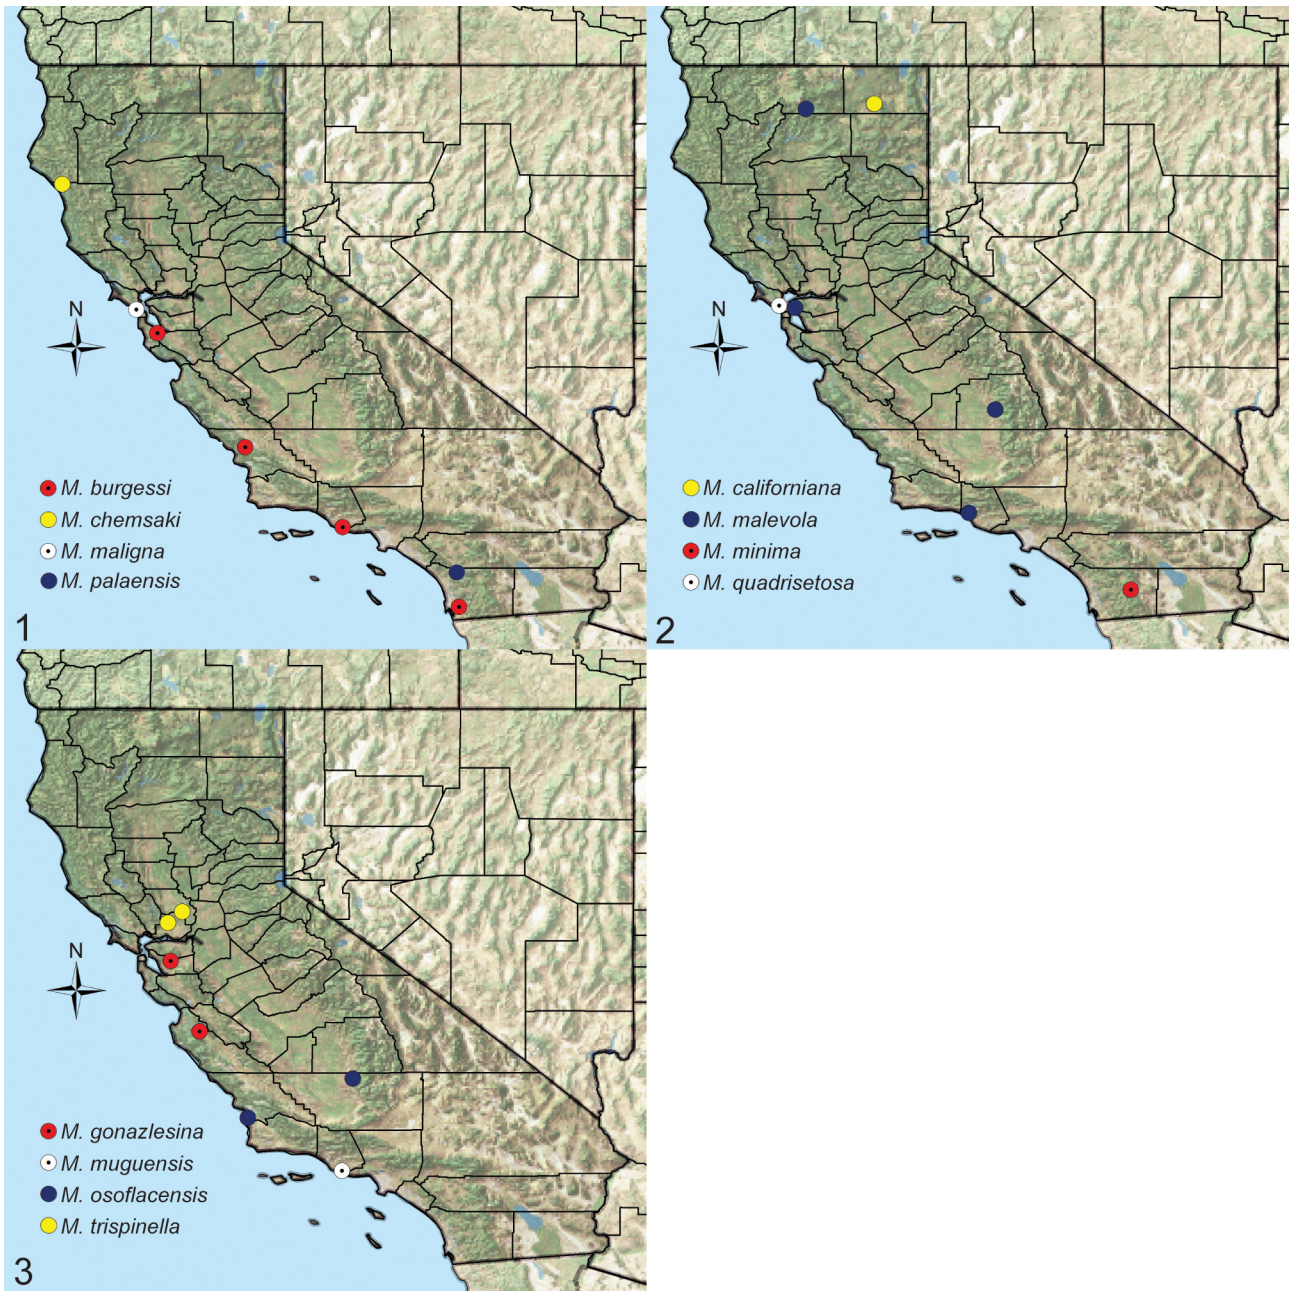 N
M. burgessi
M. chemsaki
M. maligna
M. palaensis
1
N
M. californiana
M. malevola
M. minima
M. quadrisetosa
2
N
M. gonazlesina
M. muguensis
M. osoflacensis
M. trispinella
3